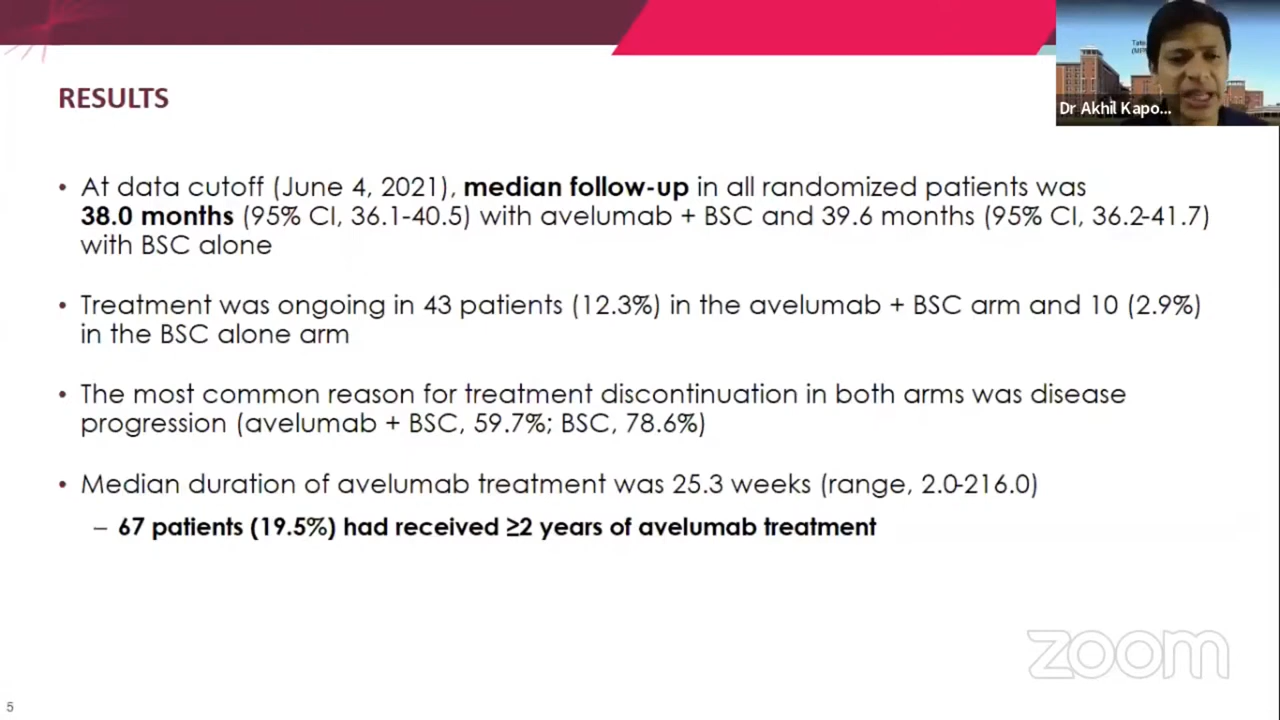 RESULTS
Tata
(MPM
Dr Akhil Kapo...
• At data cutoff (June 4, 2021), median follow-up in all randomized patients was
38.0 months (95% CI, 36.1-40.5) with avelumab + BSC and 39.6 months (95% CI, 36.2-41.7)
with BSC alone
• Treatment was ongoing in 43 patients (12.3%) in the avelumab + BSC arm and 10 (2.9%)
in the BSC alone arm
• The most common reason for treatment discontinuation in both arms was disease
progression (avelumab + BSC, 59.7%; BSC, 78.6%)
• Median duration of avelumab treatment was 25.3 weeks (range, 2.0-216.0)
– 67 patients (19.5%) had received ≥2 years of avelumab treatment
zoom
5